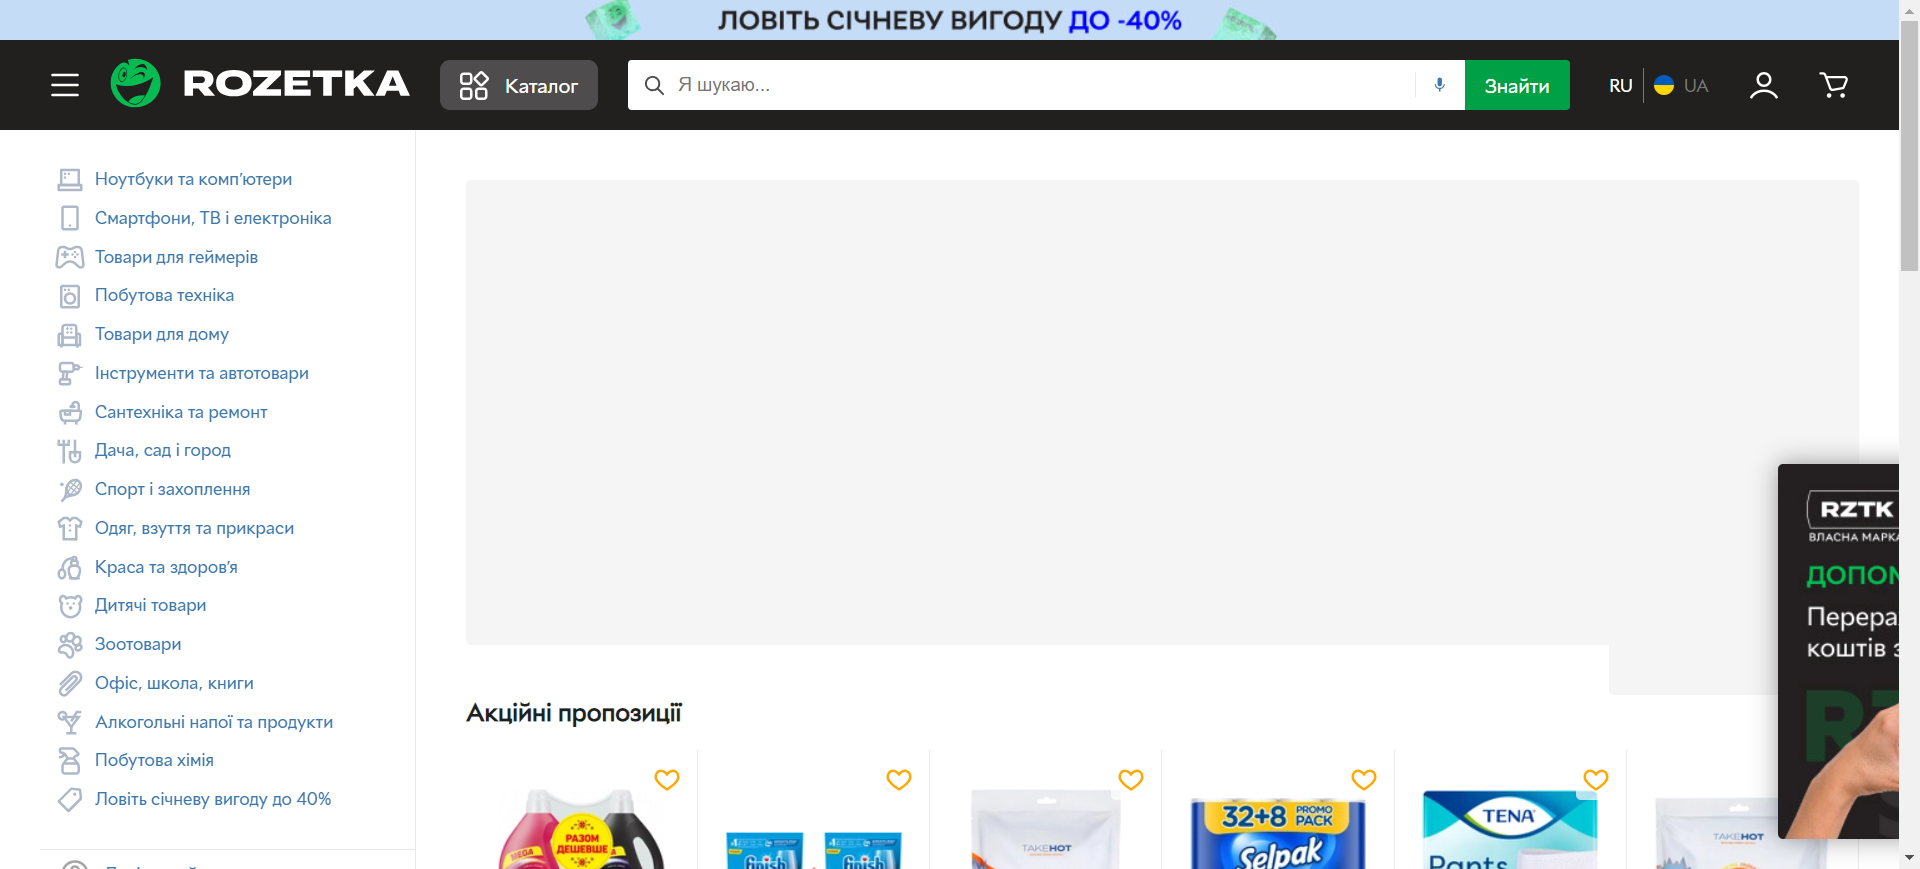 ЛОВІТЬ СІЧНЕВУ ВИГОДУ ДО -40%
ROZETKA
Каталог
Я шукаю...
Знайти
RU
UA
Ноутбуки та комп'ютери
Смартфони, ТВ і електроніка
Товари для геймерів
Побутова техніка
Товари для дому
Інструменти та автотовари
Сантехніка та ремонт
Дача, сад і город
Спорт і захоплення
Одяг, взуття та прикраси
Краса та здоров'я
Дитячі товари
Зоотовари
Офіс, школа, книги
Алкогольні напої та продукти
Побутова хімія
Ловіть січневу вигоду до 40%
RZTK
ВЛАСНА МАРКА
Акційні пропозиції
MEGA
РАЗОМ
ДЕШЕВШЕ
finish
finish
TAKEHOT
32+8 PROMO
PACK
Selpak
TENA
Pants
TAKEHOT